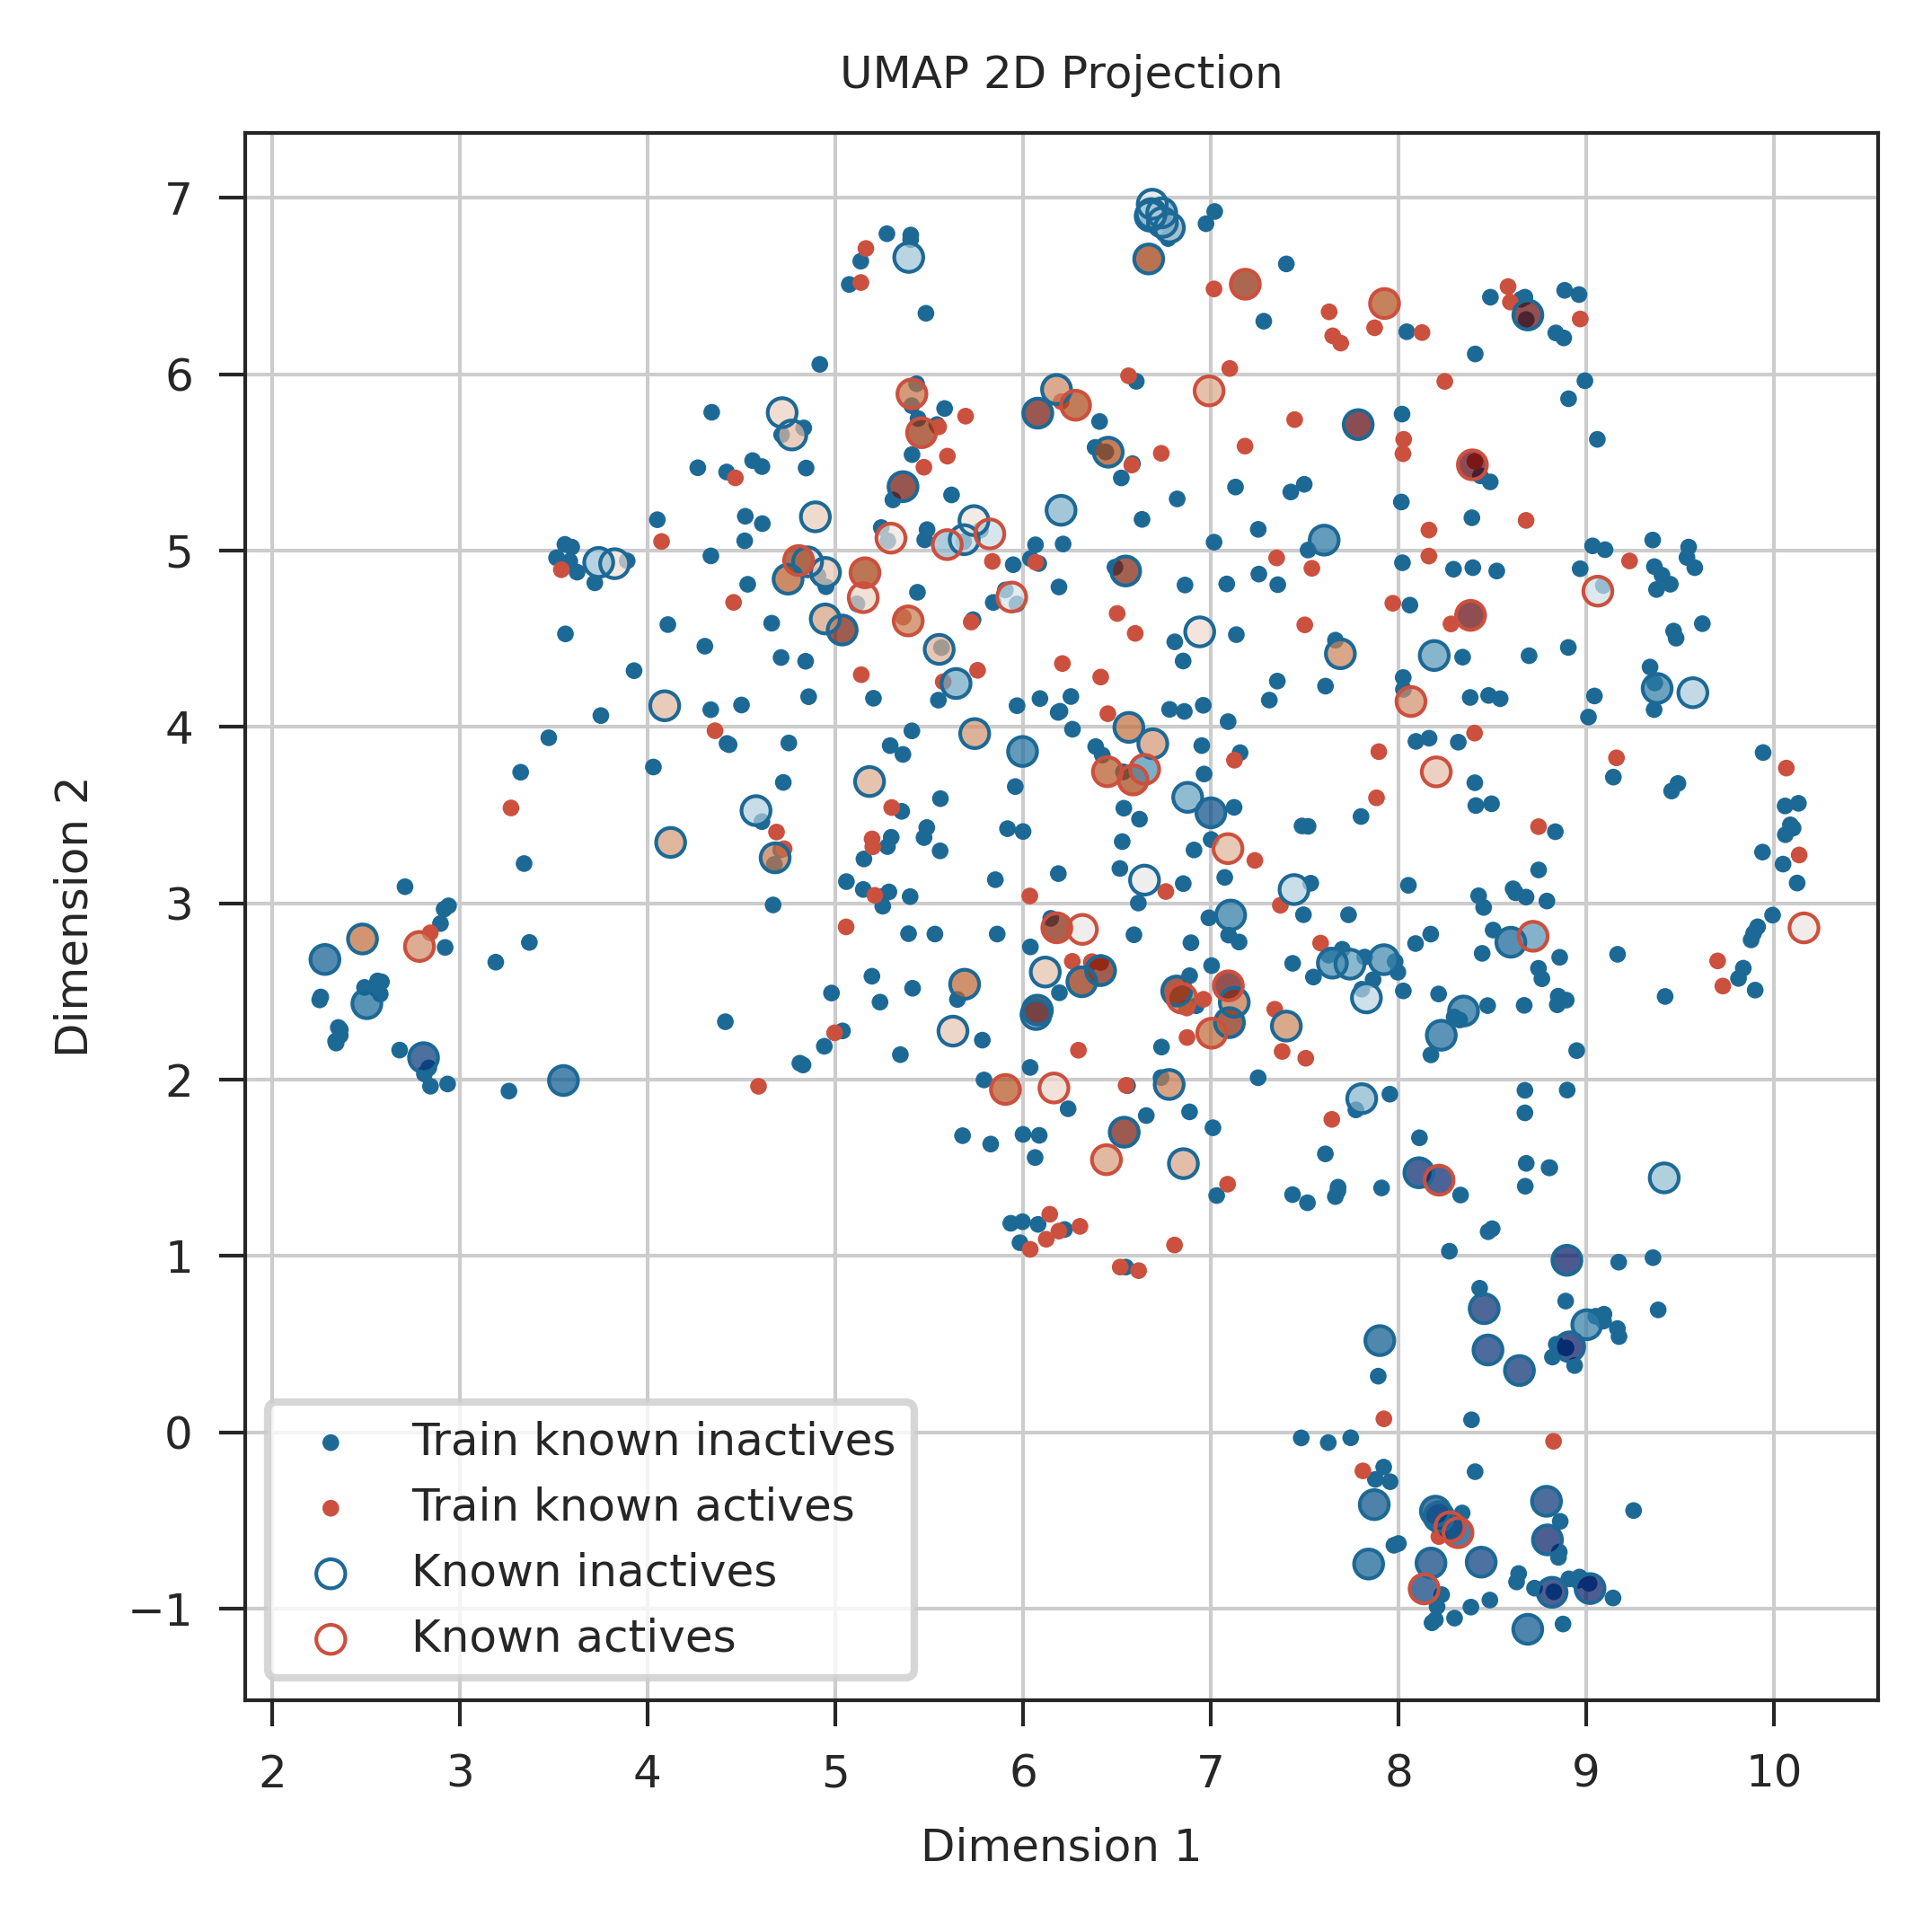 UMAP 2D Projection
7
6
5
4
3
2
1
0
−1
Dimension 2
Train known inactives
Train known actives
Known inactives
Known actives
2 3 4 5 6 7 8 9 10
Dimension 1